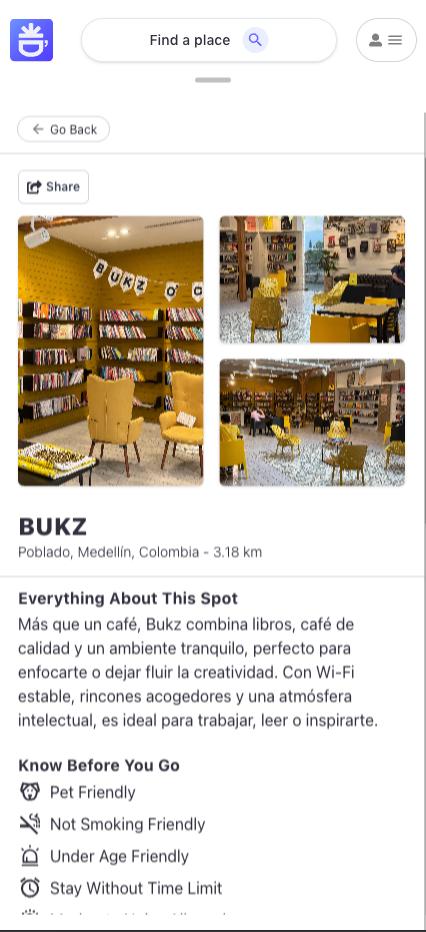 Find a place
Go Back
Share
BUKZ
BUKZ
Poblado, Medellín, Colombia - 3.18 km
Everything About This Spot
Más que un café, Bukz combina libros, café de
calidad y un ambiente tranquilo, perfecto para
enfocarte o dejar fluir la creatividad. Con Wi-Fi
estable, rincones acogedores y una atmósfera
intelectual, es ideal para trabajar, leer o inspirarte.
Know Before You Go
Pet Friendly
Not Smoking Friendly
Under Age Friendly
Stay Without Time Limit